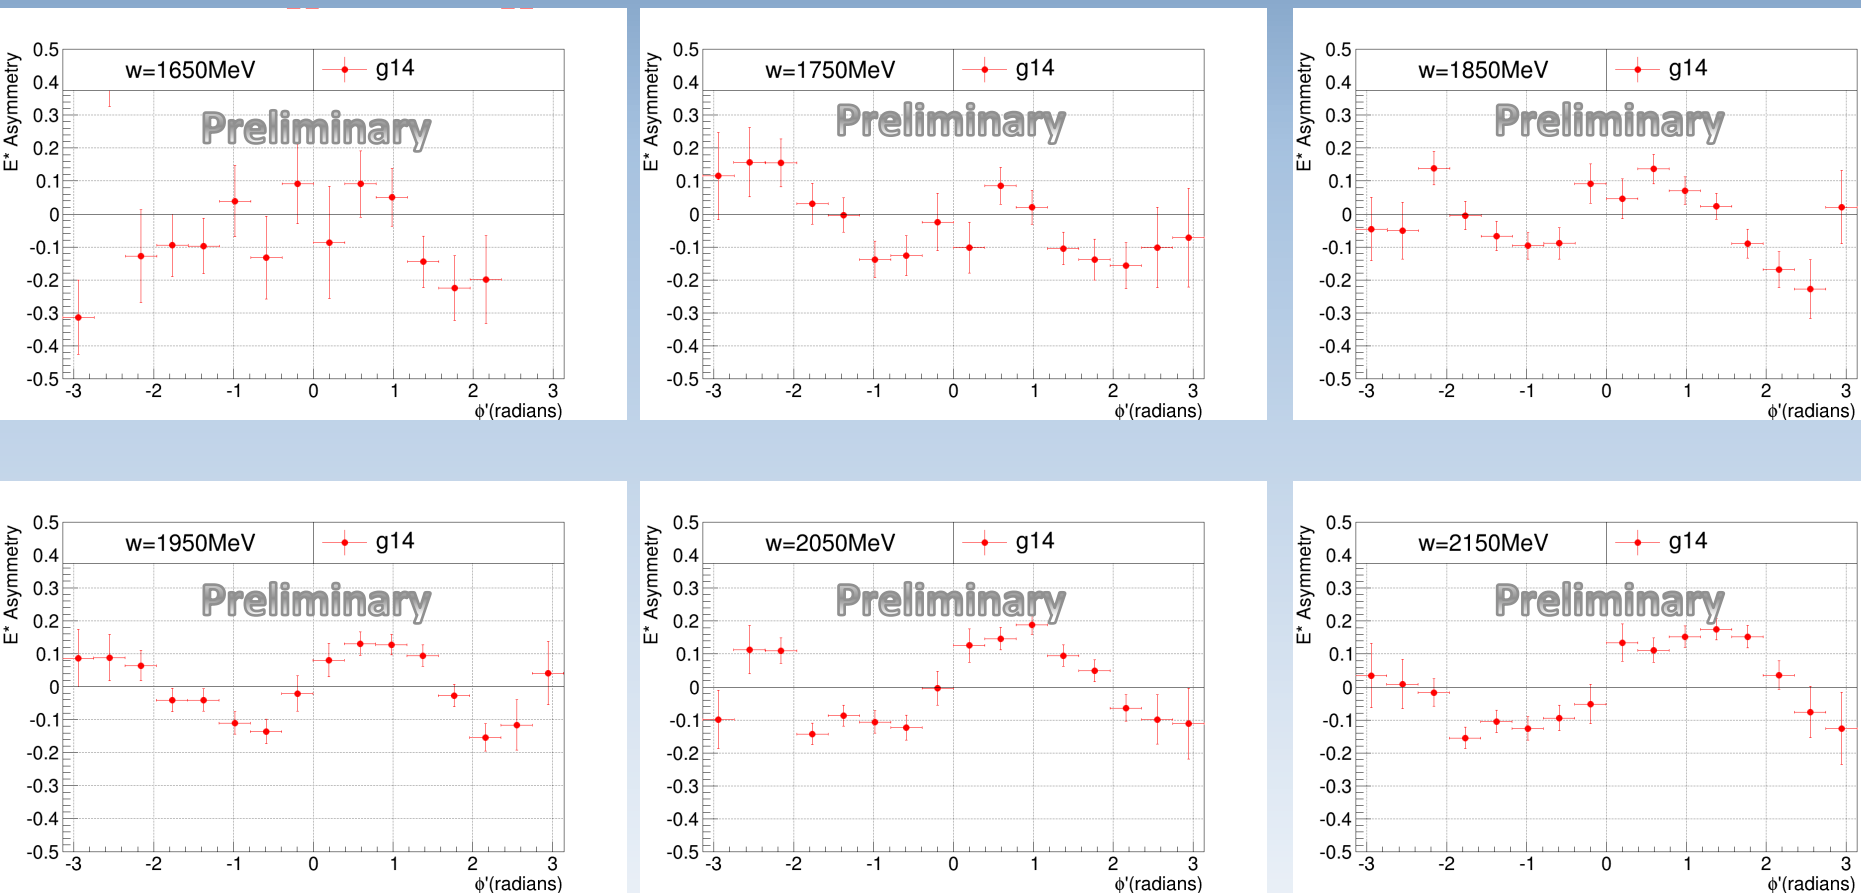 w=1650MeV
g14
Preliminary
E* Asymmetry
0.5
0.4
0.3
0.2
0.1
0
-0.1
-0.2
-0.3
-0.4
-0.5
-3 -2 -1 0 1 2 3
ϕ'(radians)
w=1750MeV
g14
Preliminary
E* Asymmetry
0.5
0.4
0.3
0.2
0.1
0
-0.1
-0.2
-0.3
-0.4
-0.5
-3 -2 -1 0 1 2 3
ϕ'(radians)
w=1850MeV
g14
Preliminary
E* Asymmetry
0.5
0.4
0.3
0.2
0.1
0
-0.1
-0.2
-0.3
-0.4
-0.5
-3 -2 -1 0 1 2 3
ϕ'(radians)
w=1950MeV
g14
Preliminary
E* Asymmetry
0.5
0.4
0.3
0.2
0.1
0
-0.1
-0.2
-0.3
-0.4
-0.5
-3 -2 -1 0 1 2 3
ϕ'(radians)
w=2050MeV
g14
Preliminary
E* Asymmetry
0.5
0.4
0.3
0.2
0.1
0
-0.1
-0.2
-0.3
-0.4
-0.5
-3 -2 -1 0 1 2 3
ϕ'(radians)
w=2150MeV
g14
Preliminary
E* Asymmetry
0.5
0.4
0.3
0.2
0.1
0
-0.1
-0.2
-0.3
-0.4
-0.5
-3 -2 -1 0 1 2 3
ϕ'(radians)